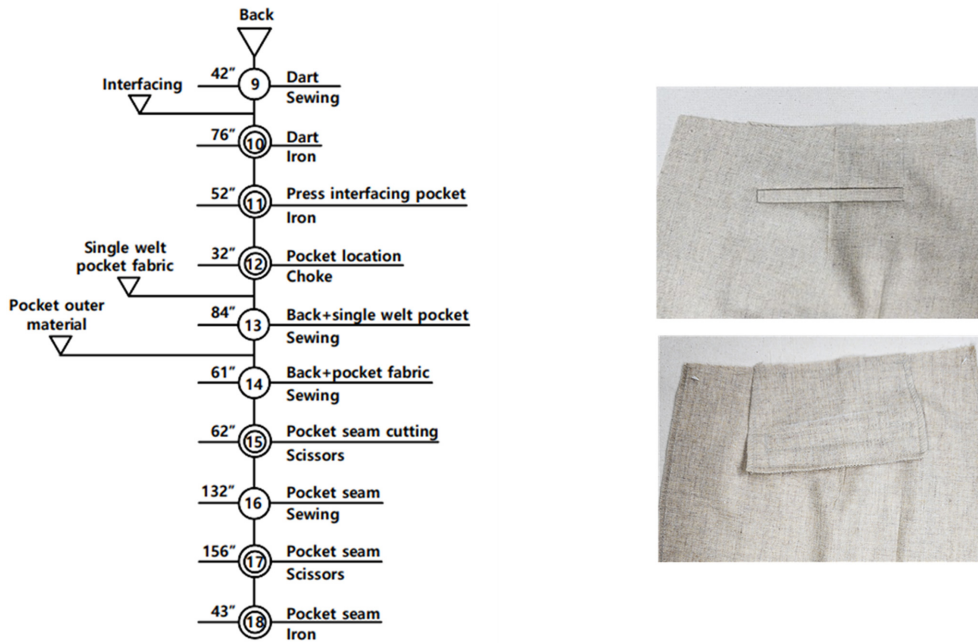 Back
42” 9 Dart
Sewing
Interfacing
76” 10 Dart
Iron
52” 11 Press interfacing pocket
Iron
32” 12 Pocket location
Choke
Single welt
pocket fabric
84” 13 Back+single welt pocket
Sewing
Pocket outer
material
61” 14 Back+pocket fabric
Sewing
62” 15 Pocket seam cutting
Scissors
132” 16 Pocket seam
Sewing
156” 17 Pocket seam
Scissors
43” 18 Pocket seam
Iron